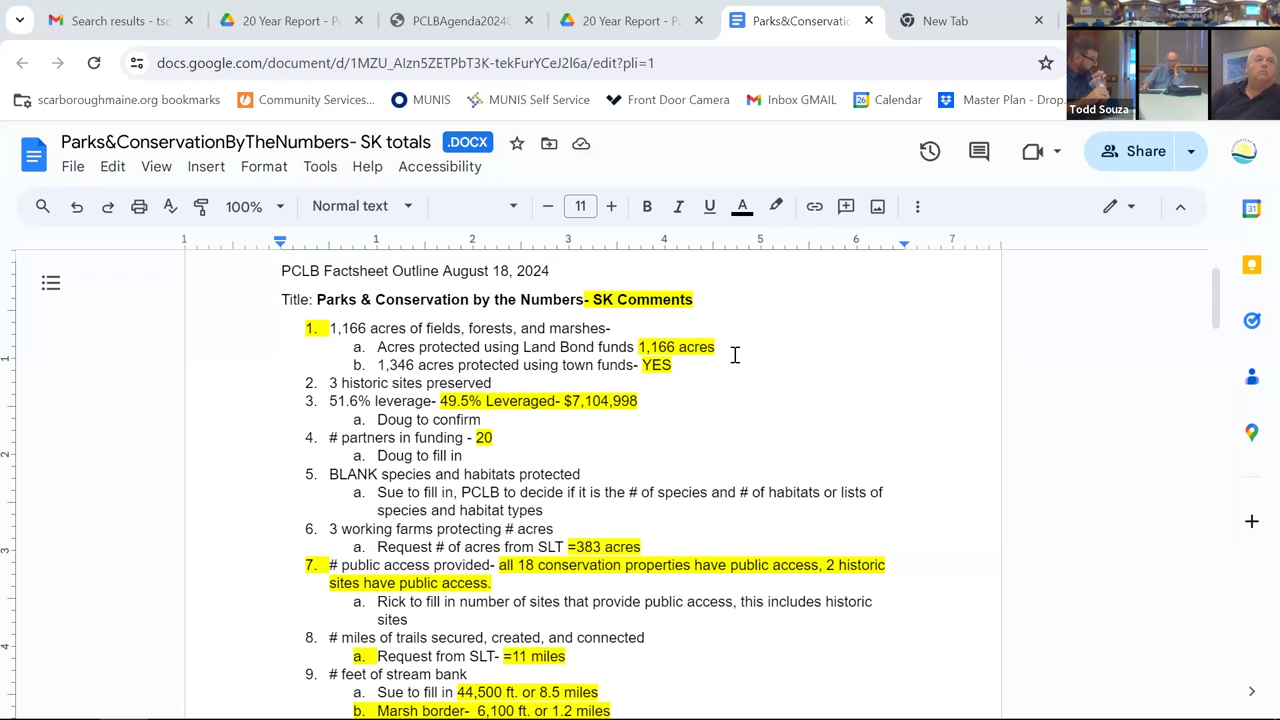 Search results - tsc
20 Year Report - Pa
PCLBAgenda2024
20 Year Report - Pa
Parks&Conservatio
New Tab
docs.google.com/document/d/1MZU_Alzn5ZETPbT3K-tekFurYCeJ2l6a/edit?pli=1
scarboroughmaine.org bookmarks
Community Services...
MUNIS
MUNIS Self Service
Front Door Camera
Inbox GMAIL
Calendar
Master Plan - Drop...
Todd Souza
Parks&ConservationByTheNumbers- SK totals .DOCX
File Edit View Insert Format Tools Help Accessibility
Share
100% Normal text 11 B I U A
31
1 1 2 3 4 5 6 7
PCLB Factsheet Outline August 18, 2024
Title: Parks & Conservation by the Numbers- SK Comments
1. 1,166 acres of fields, forests, and marshes-
a. Acres protected using Land Bond funds 1,166 acres
b. 1,346 acres protected using town funds- YES
2. 3 historic sites preserved
3. 51.6% leverage- 49.5% Leveraged- $7,104,998
a. Doug to confirm
4. # partners in funding - 20
a. Doug to fill in
5. BLANK species and habitats protected
a. Sue to fill in, PCLB to decide if it is the # of species and # of habitats or lists of
species and habitat types
6. 3 working farms protecting # acres
a. Request # of acres from SLT =383 acres
7. # public access provided- all 18 conservation properties have public access, 2 historic
sites have public access.
a. Rick to fill in number of sites that provide public access, this includes historic
sites
8. # miles of trails secured, created, and connected
a. Request from SLT- =11 miles
9. # feet of stream bank
a. Sue to fill in 44,500 ft. or 8.5 miles
b. Marsh border- 6,100 ft. or 1.2 miles